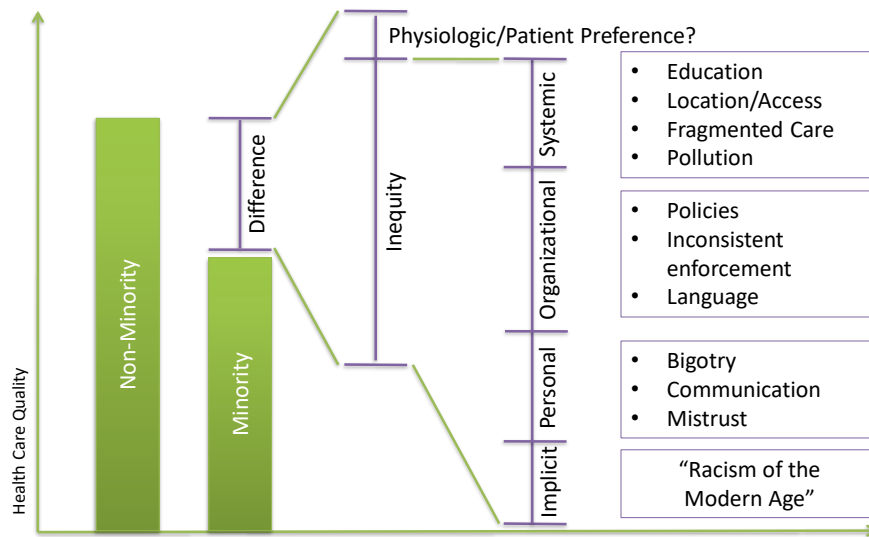 Physiologic/Patient Preference?
Health Care Quality
Non-Minority
Minority
Difference
Inequity
Systemic
• Education
• Location/Access
• Fragmented Care
• Pollution
Organizational
• Policies
• Inconsistent
enforcement
• Language
Personal
• Bigotry
• Communication
• Mistrust
Implicit
“Racism of the
Modern Age”